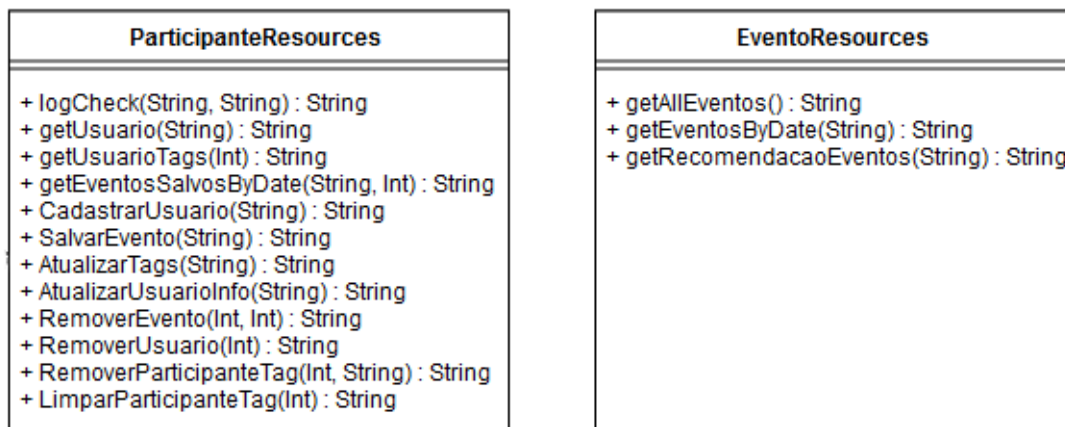 ParticipanteResources
+ logCheck(String, String) : String
+ getUsuario(String) : String
+ getUsuarioTags(Int) : String
+ getEventosSalvosByDate(String, Int) : String
+ CadastrarUsuario(String) : String
+ SalvarEvento(String) : String
+ AtualizarTags(String) : String
+ AtualizarUsuarioInfo(String) : String
+ RemoverEvento(Int, Int) : String
+ RemoverUsuario(Int) : String
+ RemoverParticipanteTag(Int, String) : String
+ LimparParticipanteTag(Int) : String
EventoResources
+ getAllEventos() : String
+ getEventosByDate(String) : String
+ getRecomendacaoEventos(String) : String